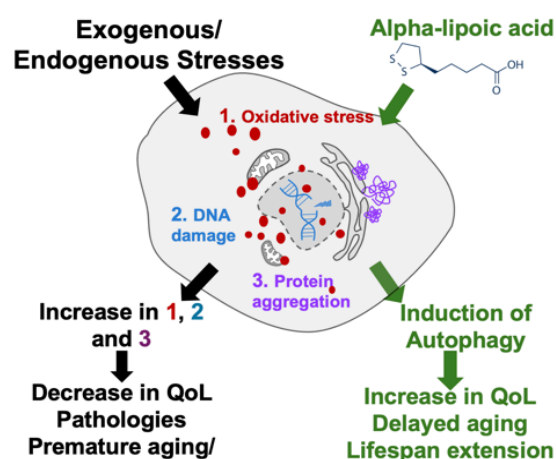 Exogenous/
Endogenous Stresses
Alpha-lipoic acid
S
S
OH
O
1. Oxidative stress
2. DNA
damage
3. Protein
aggregation
Increase in 1, 2
and 3
Decrease in QoL
Pathologies
Premature aging/
Induction of
Autophagy
Increase in QoL
Delayed aging
Lifespan extension